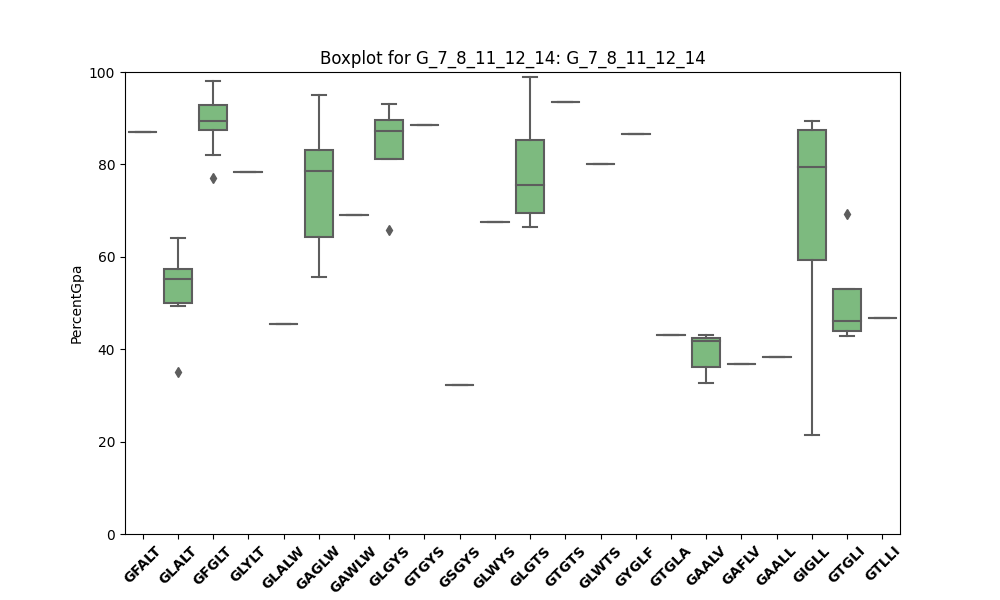 Boxplot for G_7_8_11_12_14: G_7_8_11_12_14
PercentGpa
100
80
60
40
20
0
GFALT
GLALT
GFGLT
GLYLT
GLALW
GAGLW
GAWLW
GLGYS
GTGYS
GSGYS
GLWYS
GLGTS
GTGTS
GLWTS
GYGLF
GTGLA
GAALV
GAFLV
GAALL
GIGLL
GTGLI
GTLLI